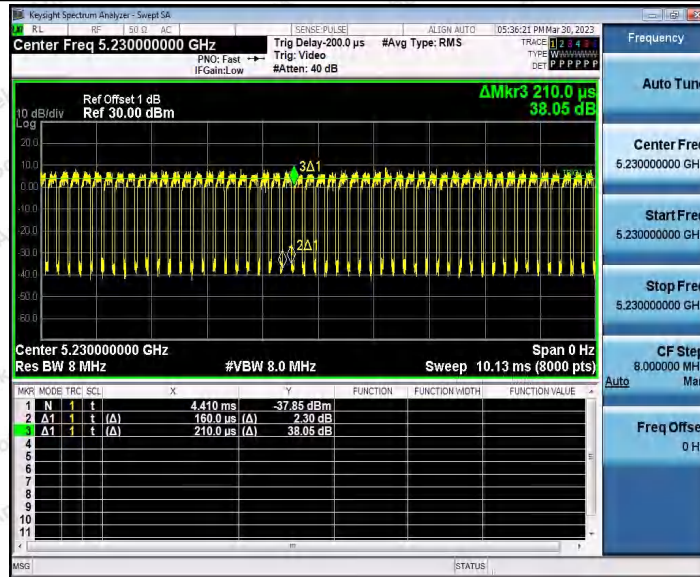 Keysight Spectrum Analyzer - Swept SA
RL RF 50 Ω AC SENSE:PULSE ALIGN AUTO 05:36:21 PM Mar 30, 2023
Center Freq 5.230000000 GHz Trig Delay-200.0 µs #Avg Type: RMS TRACE 1 2 3 4 5 6
PNO: Fast Trig: Video TYPE W
IFGain:Low #Atten: 40 dB DET P P P P P P
ΔMkr3 210.0 µs
38.05 dB
Ref Offset 1 dB
10 dB/div Ref 30.00 dBm
Log
20.0
10.0
0.00
-10.0
-20.0
-30.0
-40.0
-50.0
-60.0
3Δ1
2Δ1
Center 5.230000000 GHz Span 0 Hz
Res BW 8 MHz #VBW 8.0 MHz Sweep 10.13 ms (8000 pts)
MKR MODE TRC SCL X Y FUNCTION FUNCTION WIDTH FUNCTION VALUE
1 N 1 t 4.410 ms -37.85 dBm
2 Δ1 1 t (Δ) 160.0 µs (Δ) 2.30 dB
3 Δ1 1 t (Δ) 210.0 µs (Δ) 38.05 dB
4
5
6
7
8
9
10
11
MSG STATUS
Frequency
Auto Tune
Center Freq
5.230000000 GH
Start Freq
5.230000000 GH
Stop Freq
5.230000000 GH
CF Step
8.000000 MH
Auto Ma
Freq Offse
0 H